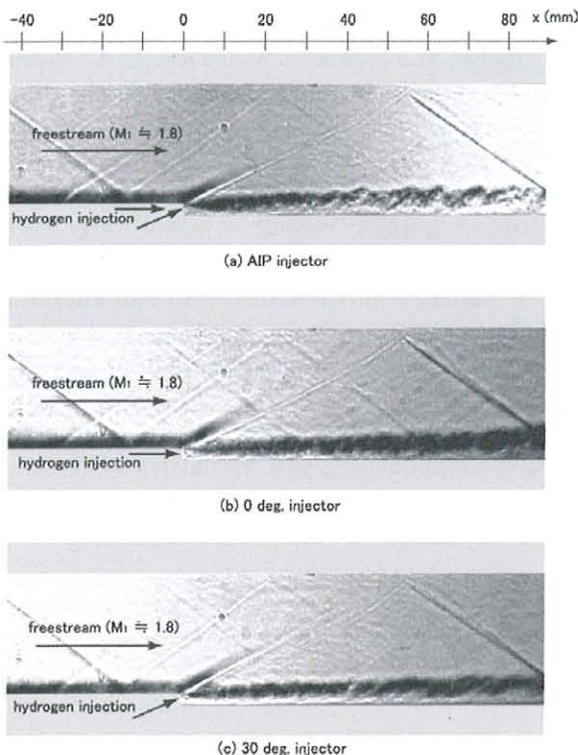 -40 -20 0 20 40 60 80 x (mm)
freestream (M₁ ≒ 1.8)
hydrogen injection
(a) AIP injector
freestream (M₁ ≒ 1.8)
hydrogen injection
(b) 0 deg. injector
freestream (M₁ ≒ 1.8)
hydrogen injection
(c) 30 deg. injector